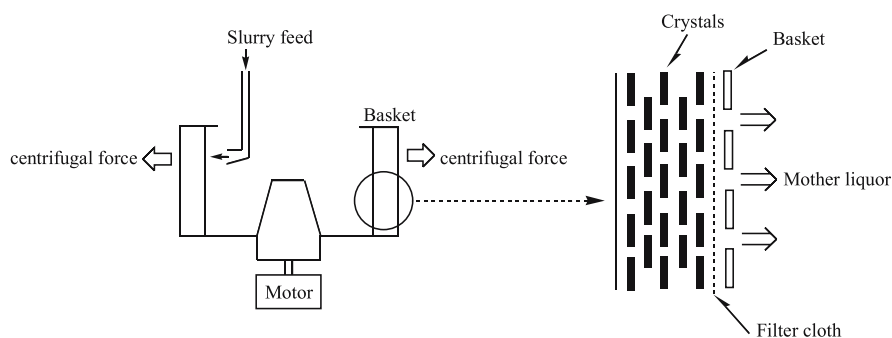 Slurry feed
Crystals
Basket
Basket
centrifugal force
centrifugal force
Mother liquor
Motor
Filter cloth